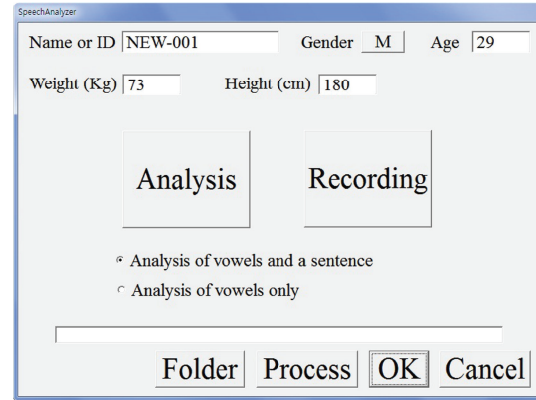 SpeechAnalyzer
Name or ID NEW-001 Gender M Age 29
Weight (Kg) 73 Height (cm) 180
Analysis Recording
Analysis of vowels and a sentence
Analysis of vowels only
Folder Process OK Cancel